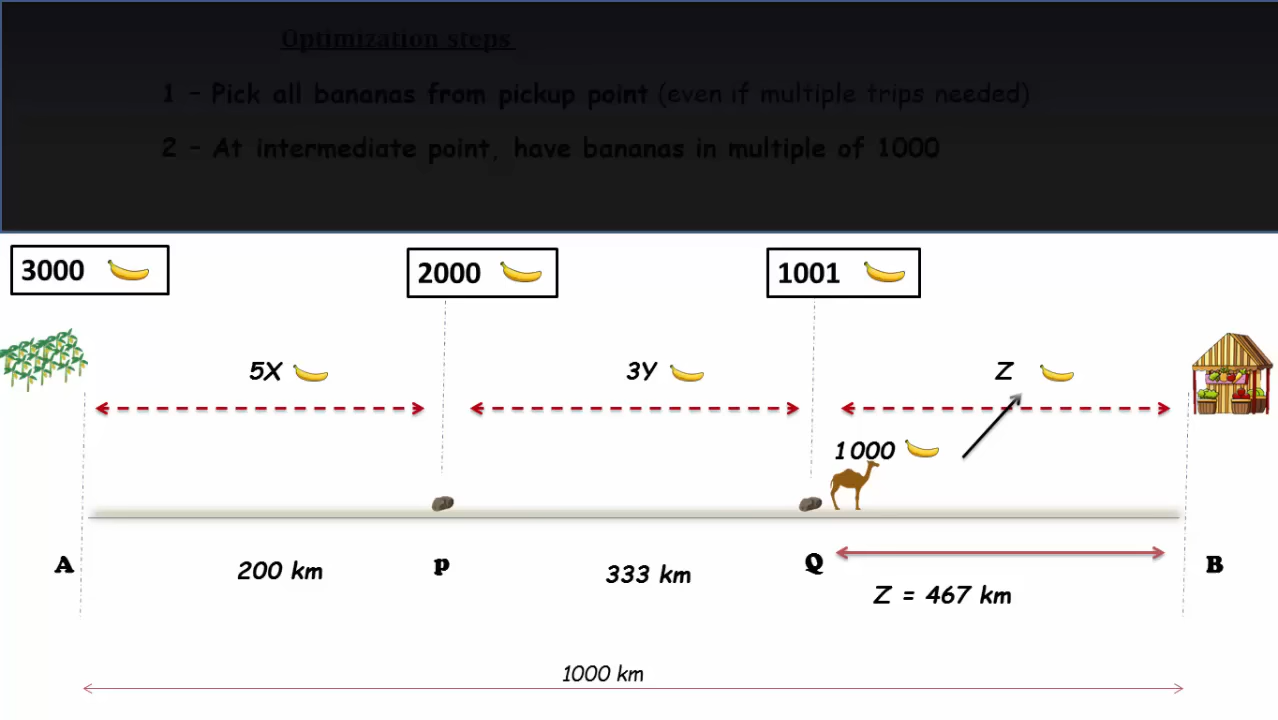 Optimization steps
1 - Pick all bananas from pickup point (even if multiple trips needed)
2 - At intermediate point, have bananas in multiple of 1000
3000 2000 1001
5X 3Y Z
1000
A P Q B
200 km 333 km
Z = 467 km
1000 km